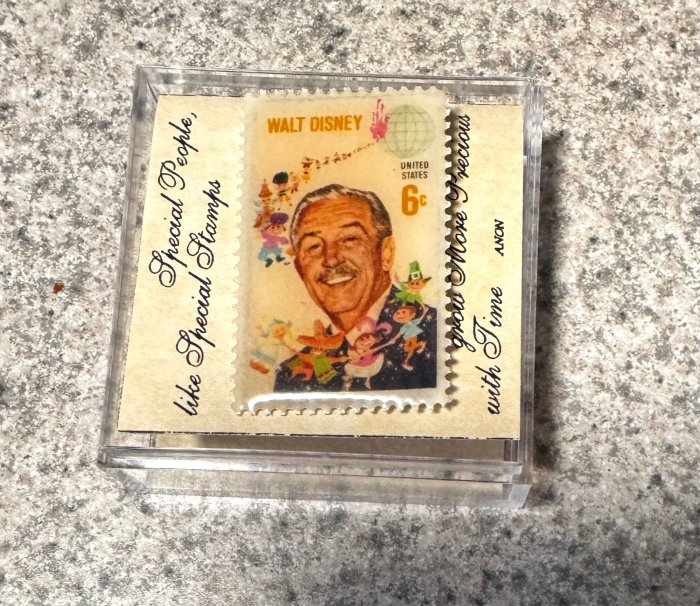 Special People,
like Special Stamps
WALT DISNEY
UNITED
STATES
6c
grow More Precious
with Time ANON